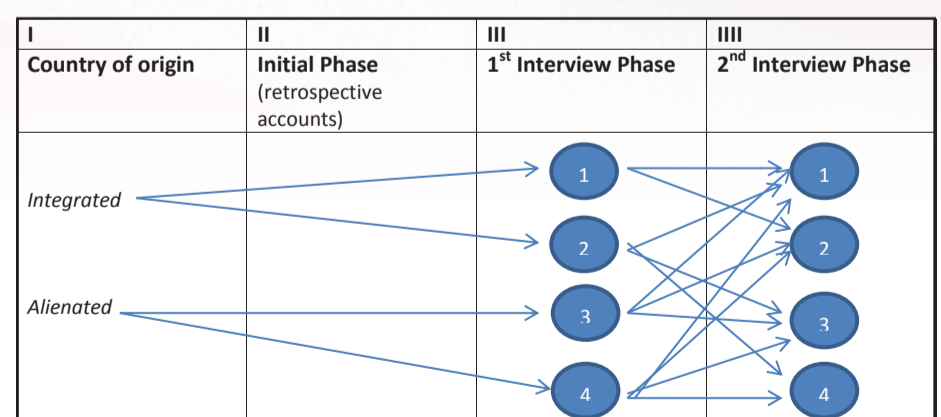 I II III IIII
Country of origin Initial Phase 1st Interview Phase 2nd Interview Phase
(retrospective
accounts)
Integrated
Alienated
1 1
2 2
3 3
4 4